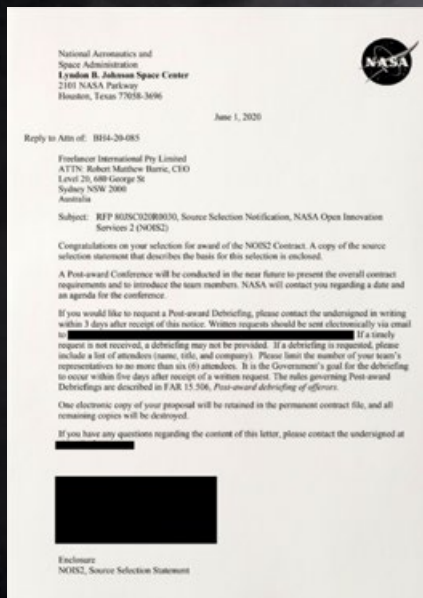 National Aeronautics and
Space Administration
Lyndon B. Johnson Space Center
2101 NASA Parkway
Houston, Texas 77058-3696
NASA
June 1, 2020
Reply to Attn of: BH4-20-085
Freelancer International Pty Limited
ATTN: Robert Matthew Barrie, CEO
Level 20, 680 George St
Sydney NSW 2000
Australia
Subject: RFP 80JSC020R0030, Source Selection Notification, NASA Open Innovation
Services 2 (NOIS2)
Congratulations on your selection for award of the NOIS2 Contract. A copy of the source
selection statement that describes the basis for this selection is enclosed.
A Post-award Conference will be conducted in the near future to present the overall contract
requirements and to introduce the team members. NASA will contact you regarding a date and
an agenda for the conference.
If you would like to request a Post-award Debriefing, please contact the undersigned in writing
within 3 days after receipt of this notice. Written requests should be sent electronically via email
to If a timely
request is not received, a debriefing may not be provided. If a debriefing is requested, please
include a list of attendees (name, title, and company). Please limit the number of your team's
representatives to no more than six (6) attendees. It is the Government's goal for the debriefing
to occur within five days after receipt of a written request. The rules governing Post-award
Debriefings are described in FAR 15.506, Post-award debriefing of offerors.
One electronic copy of your proposal will be retained in the permanent contract file, and all
remaining copies will be destroyed.
If you have any questions regarding the content of this letter, please contact the undersigned at
Enclosure
NOIS2, Source Selection Statement